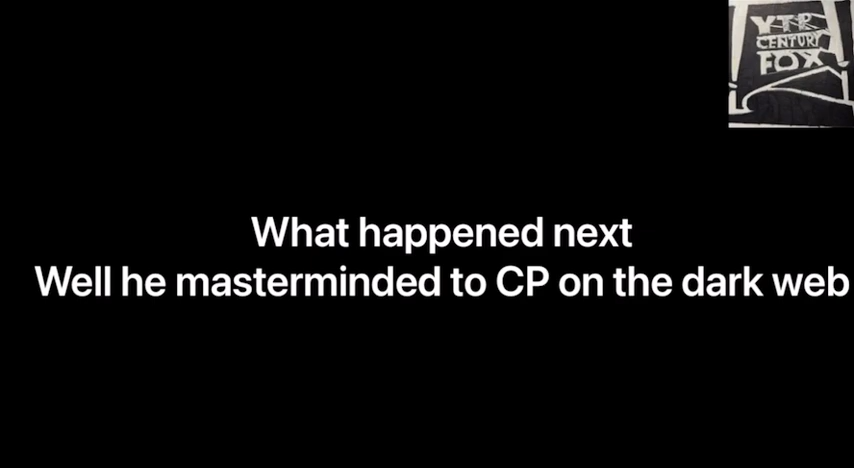 YTP
CENTURY
FOX
What happened next
Well he masterminded to CP on the dark web